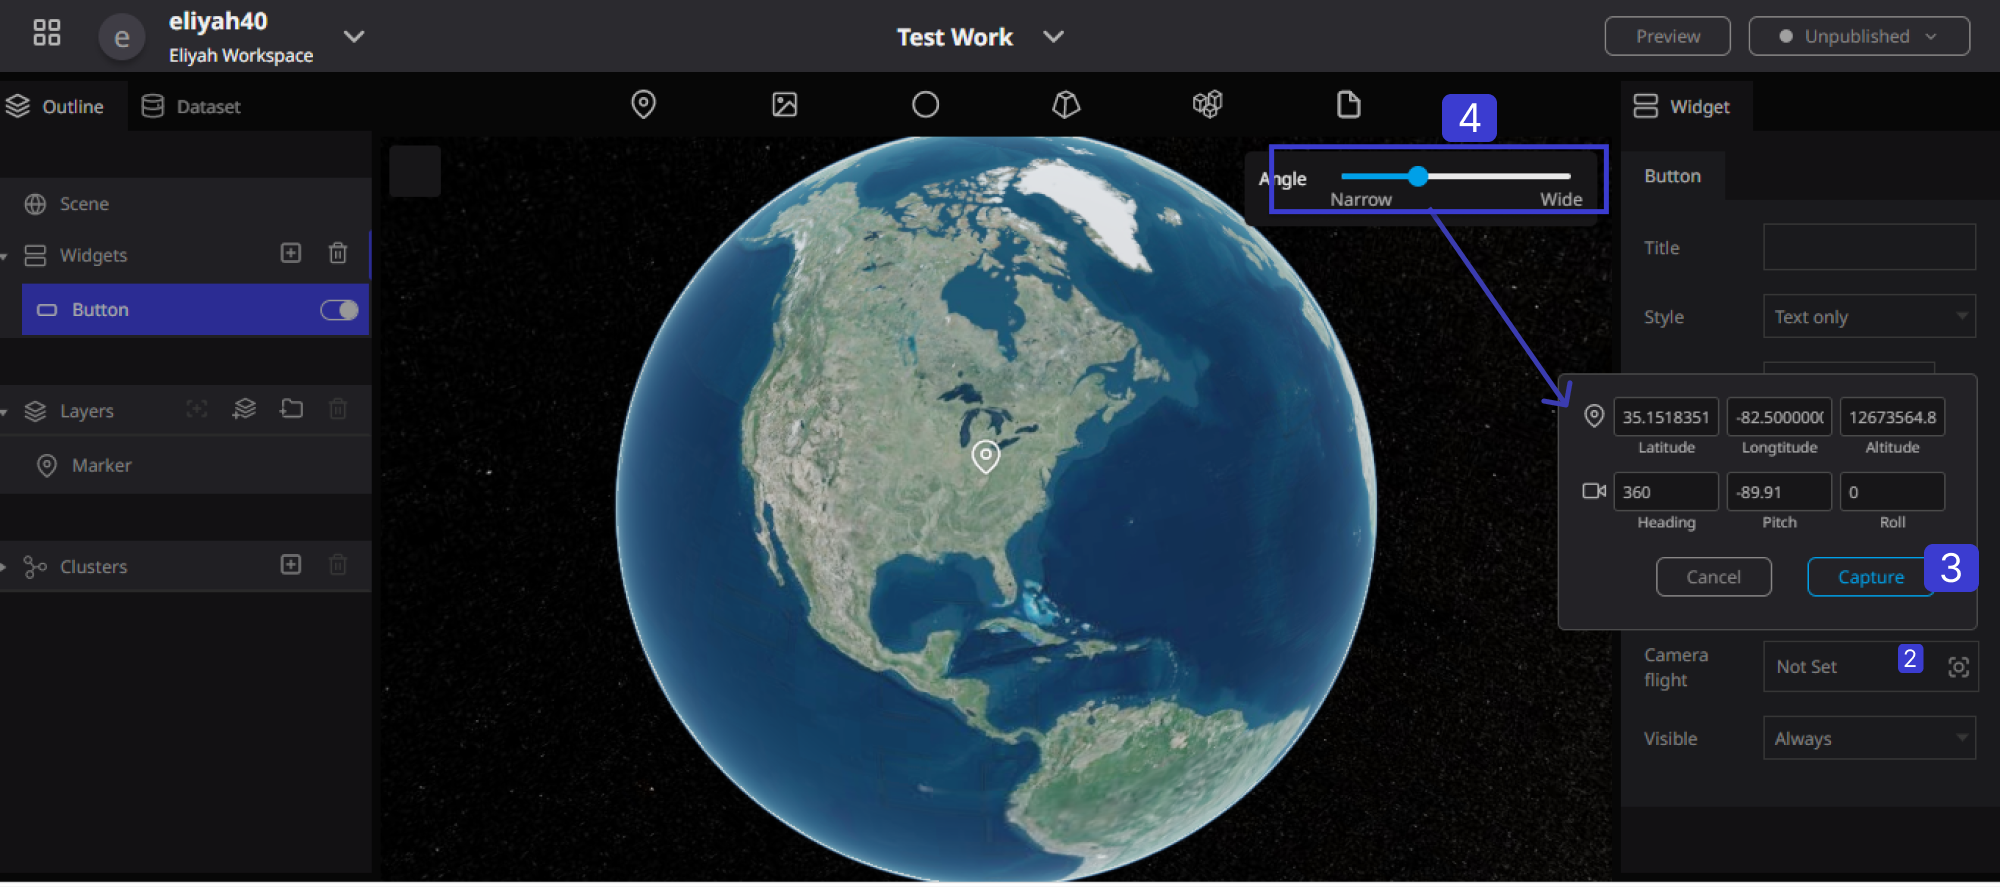 eliyah40
e
Eliyah Workspace
Test Work
Preview
Unpublished
Outline
Dataset
Widget
4
Angle
Narrow
Wide
Button
Scene
Widgets
Button
Title
Style
Text only
Layers
Marker
35.1518351
-82.5000000
12673564.8
Latitude
Longtitude
Altitude
360
-89.91
0
Heading
Pitch
Roll
Cancel
Capture
3
Clusters
Camera
flight
Not Set
2
Visible
Always